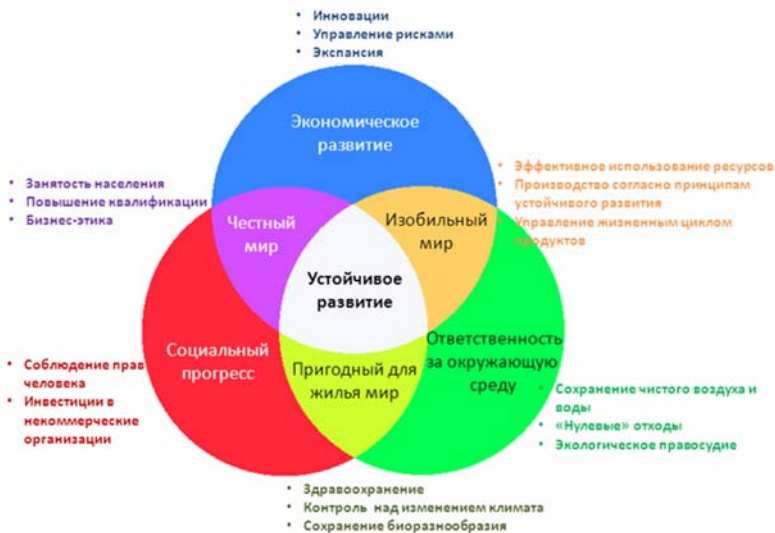 • Инновации
• Управление рисками
• Экспансия
Экономическое
развитие
• Занятость населения
• Повышение квалификации
• Бизнес-этика
• Эффективное использование ресурсов
• Производство согласно принципам
устойчивого развития
• Управление жизненным циклом
продуктов
Честный
мир
Изобильный
мир
Устойчивое
развитие
Социальный
прогресс
Пригодный для
жилья мир
Ответственность
за окружающую
среду
• Соблюдение прав
человека
• Инвестиции в
некоммерческие
организации
• Сохранение чистого воздуха и
воды
• «Нулевые» отходы
• Экологическое правосудие
• Здравоохранение
• Контроль над изменением климата
• Сохранение биоразнообразия